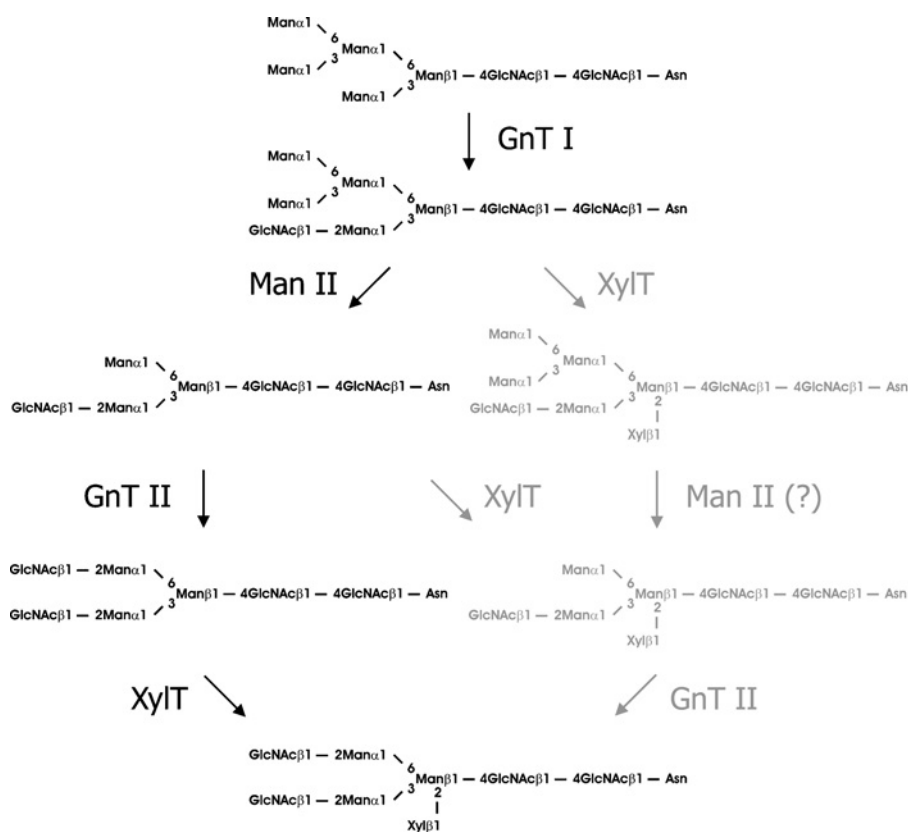 Manα1
6
Manα1
3
Manα1
6
Manβ1 — 4GlcNAcβ1 — 4GlcNAcβ1 — Asn
3
Manα1
GnT I
Manα1
6
Manα1
3
Manα1
6
Manβ1 — 4GlcNAcβ1 — 4GlcNAcβ1 — Asn
3
GlcNAcβ1 — 2Manα1
Man II
XylT
Manα1
6
Manβ1 — 4GlcNAcβ1 — 4GlcNAcβ1 — Asn
3
GlcNAcβ1 — 2Manα1
Manα1
6
Manα1
3
Manα1
6
Manβ1 — 4GlcNAcβ1 — 4GlcNAcβ1 — Asn
3
2
GlcNAcβ1 — 2Manα1
Xylβ1
GnT II
XylT
Man II (?)
GlcNAcβ1 — 2Manα1
6
Manβ1 — 4GlcNAcβ1 — 4GlcNAcβ1 — Asn
3
GlcNAcβ1 — 2Manα1
Manα1
6
Manβ1 — 4GlcNAcβ1 — 4GlcNAcβ1 — Asn
3
2
GlcNAcβ1 — 2Manα1
Xylβ1
XylT
GnT II
GlcNAcβ1 — 2Manα1
6
Manβ1 — 4GlcNAcβ1 — 4GlcNAcβ1 — Asn
3
2
GlcNAcβ1 — 2Manα1
Xylβ1